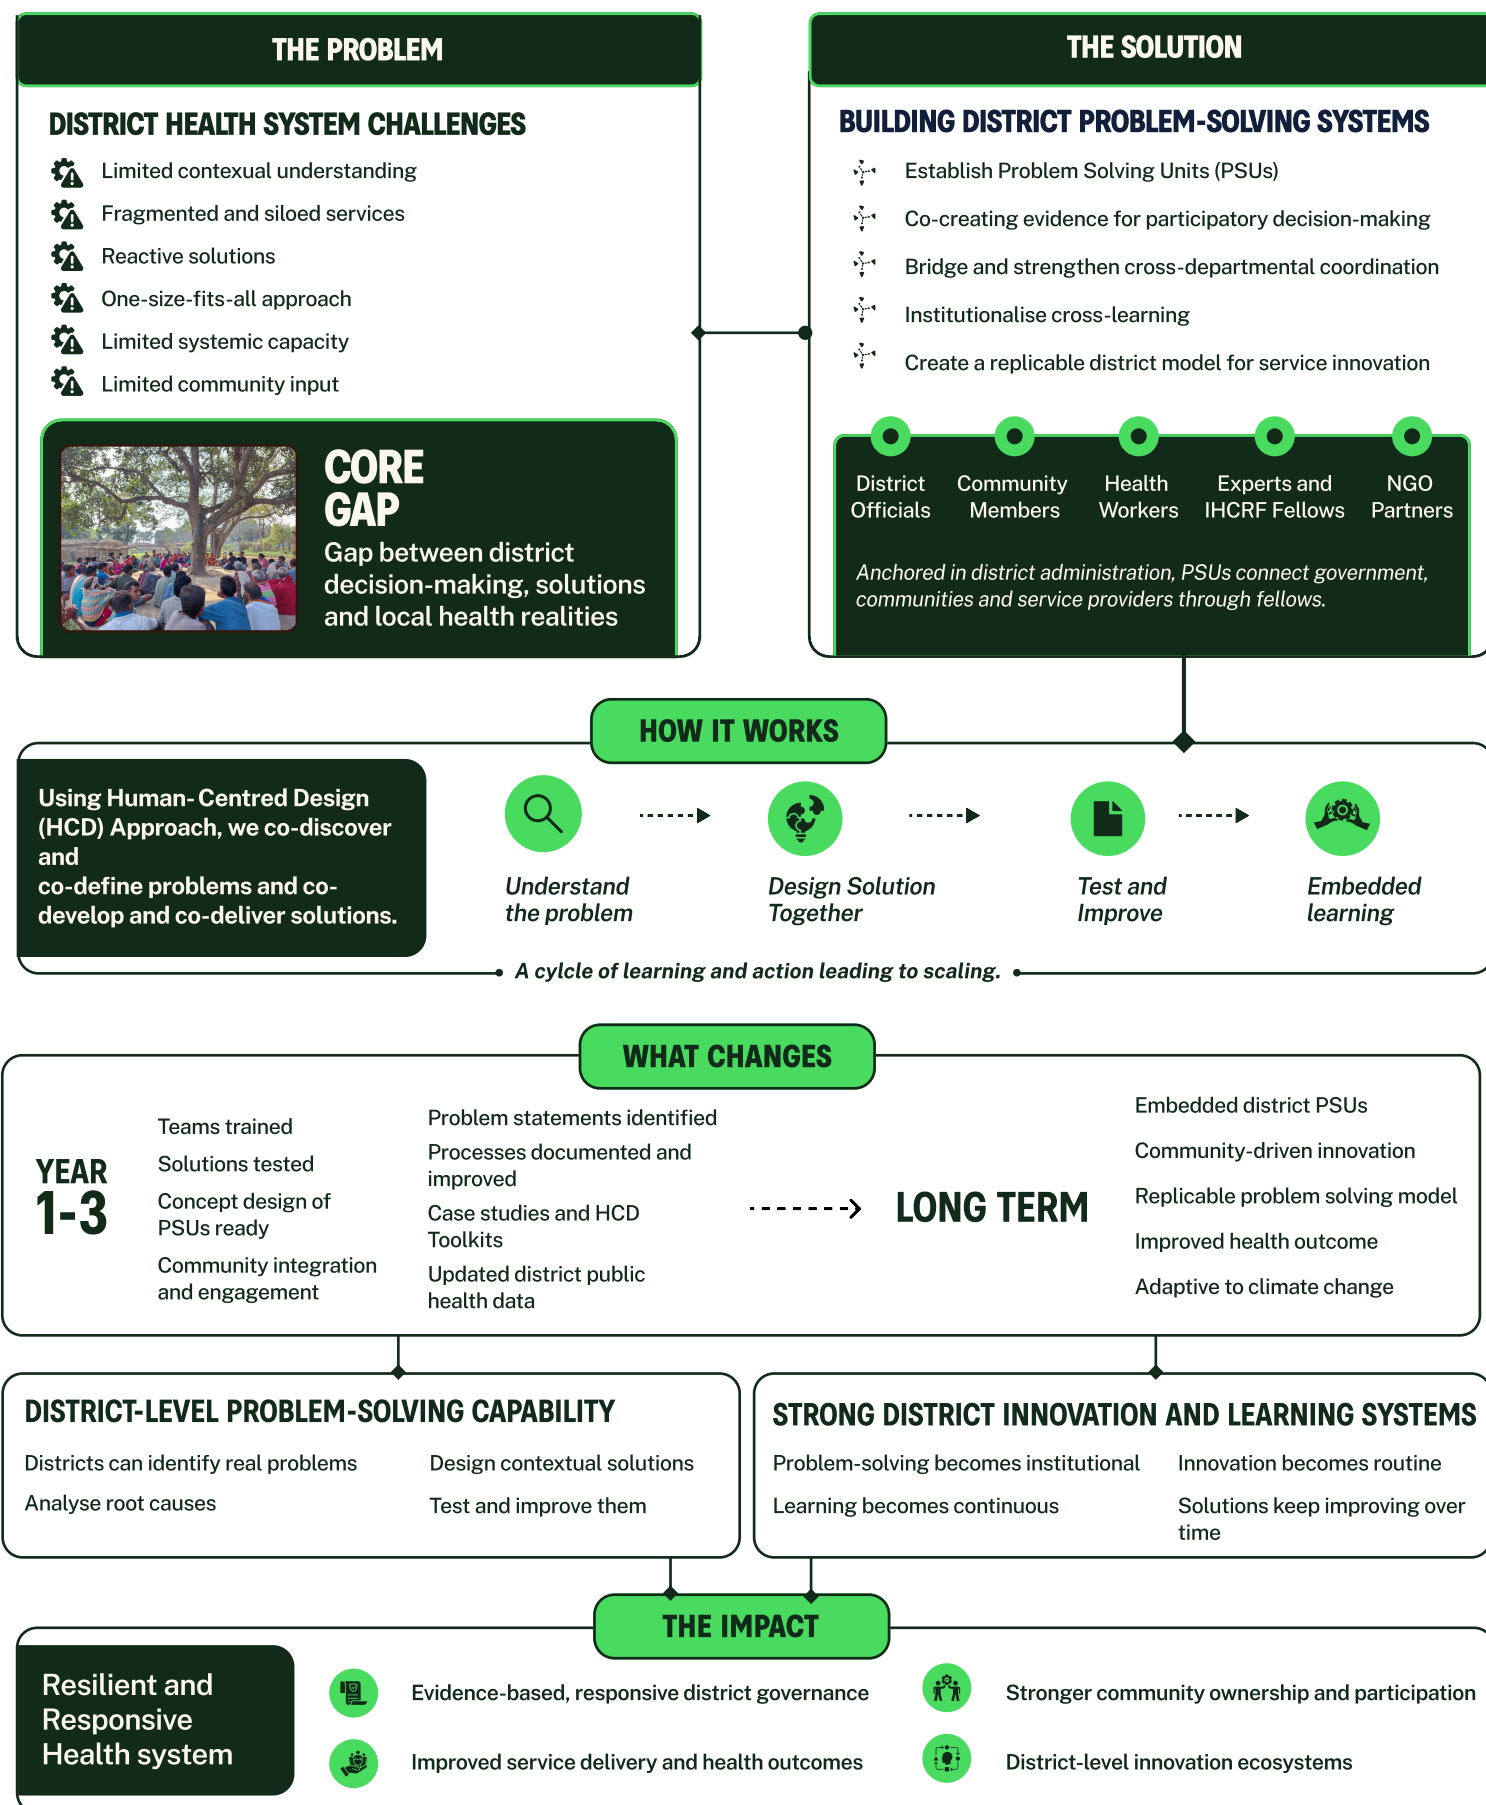 THE PROBLEM
DISTRICT HEALTH SYSTEM CHALLENGES
Limited contexual understanding
Fragmented and siloed services
Reactive solutions
One-size-fits-all approach
Limited systemic capacity
Limited community input
CORE
GAP
Gap between district
decision-making, solutions
and local health realities
THE SOLUTION
BUILDING DISTRICT PROBLEM-SOLVING SYSTEMS
Establish Problem Solving Units (PSUs)
Co-creating evidence for participatory decision-making
Bridge and strengthen cross-departmental coordination
Institutionalise cross-learning
Create a replicable district model for service innovation
District
Officials
Community
Members
Health
Workers
Experts and
IHCRF Fellows
NGO
Partners
Anchored in district administration, PSUs connect government,
communities and service providers through fellows.
HOW IT WORKS
Using Human- Centred Design
(HCD) Approach, we co-discover
and
co-define problems and co-
develop and co-deliver solutions.
Understand
the problem
Design Solution
Together
Test and
Improve
Embedded
learning
A cylcle of learning and action leading to scaling.
WHAT CHANGES
YEAR
1-3
Teams trained
Solutions tested
Concept design of
PSUs ready
Community integration
and engagement
Problem statements identified
Processes documented and
improved
Case studies and HCD
Toolkits
Updated district public
health data
LONG TERM
Embedded district PSUs
Community-driven innovation
Replicable problem solving model
Improved health outcome
Adaptive to climate change
DISTRICT-LEVEL PROBLEM-SOLVING CAPABILITY
Districts can identify real problems
Analyse root causes
Design contextual solutions
Test and improve them
STRONG DISTRICT INNOVATION AND LEARNING SYSTEMS
Problem-solving becomes institutional
Learning becomes continuous
Innovation becomes routine
Solutions keep improving over
time
THE IMPACT
Resilient and
Responsive
Health system
Evidence-based, responsive district governance
Improved service delivery and health outcomes
Stronger community ownership and participation
District-level innovation ecosystems